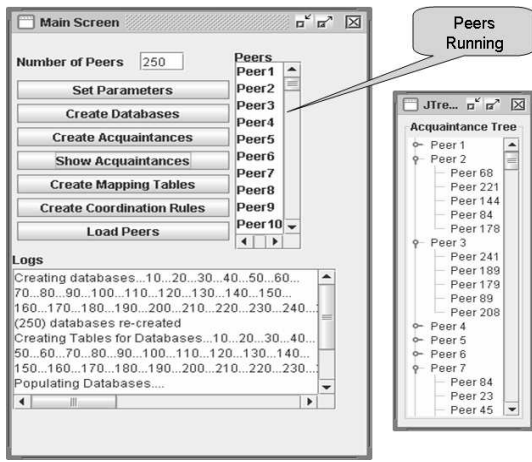 Main Screen
Peers
Running
Number of Peers 250
Peers
Peer1
Peer2
Peer3
Peer4
Peer5
Peer6
Peer7
Peer8
Peer9
Peer10
Set Parameters
Create Databases
Create Acquaintances
Show Acquaintances
Create Mapping Tables
Create Coordination Rules
Load Peers
Logs
Creating databases...10...20...30...40...50...60...
70...80...90...100...110...120...130...140...150...
160...170...180...190...200...210...220...230...240...
(250) databases re-created
Creating Tables for Databases...10...20...30...40...
50...60...70...80...90...100...110...120...130...140...
150...160...170...180...190...200...210...220...230...
Populating Databases....
JTre...
Acquaintance Tree
Peer 1
Peer 2
Peer 68
Peer 221
Peer 144
Peer 84
Peer 178
Peer 3
Peer 241
Peer 189
Peer 179
Peer 89
Peer 208
Peer 4
Peer 5
Peer 6
Peer 7
Peer 84
Peer 23
Peer 45